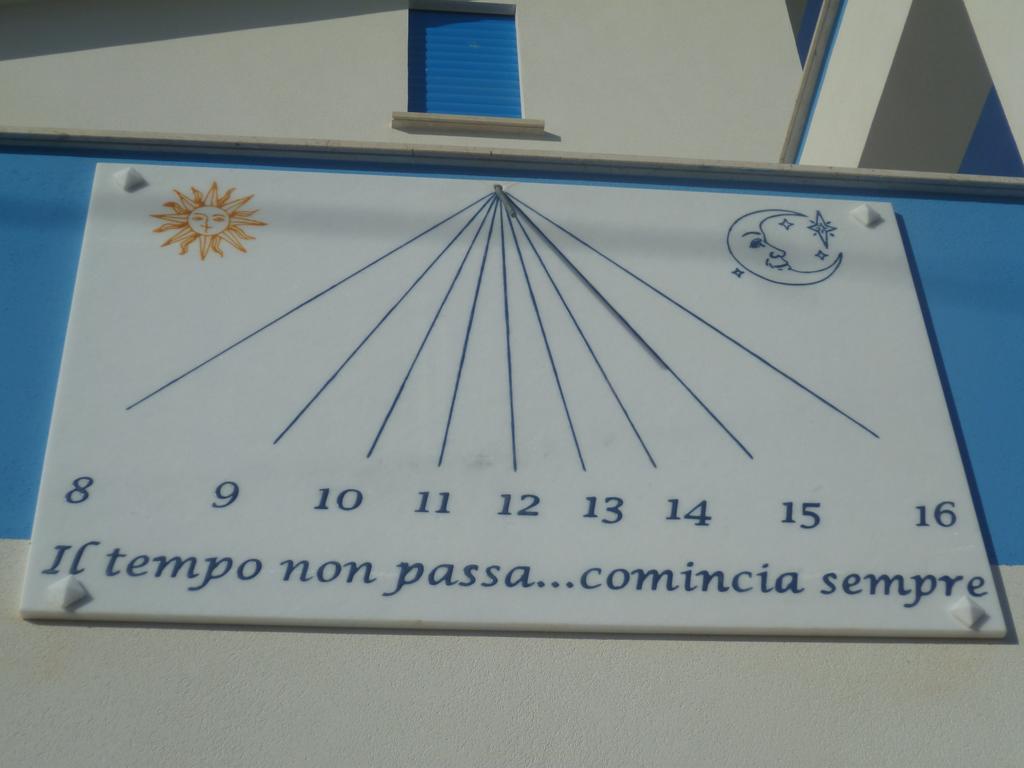 8 9 10 11 12 13 14 15 16
Il tempo non passa...comincia sempre